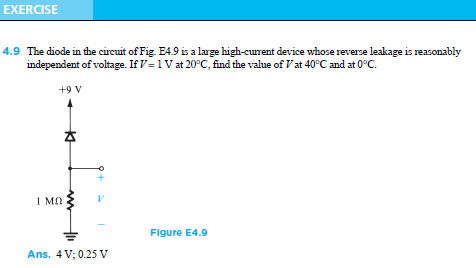 EXERCISE
4.9 The diode in the circuit of Fig. E4.9 is a large high-current device whose reverse leakage is reasonably
independent of voltage. If V = 1 V at 20°C, find the value of V at 40°C and at 0°C.
+9 V
+
1 MΩ
V
−
Figure E4.9
Ans. 4 V; 0.25 V